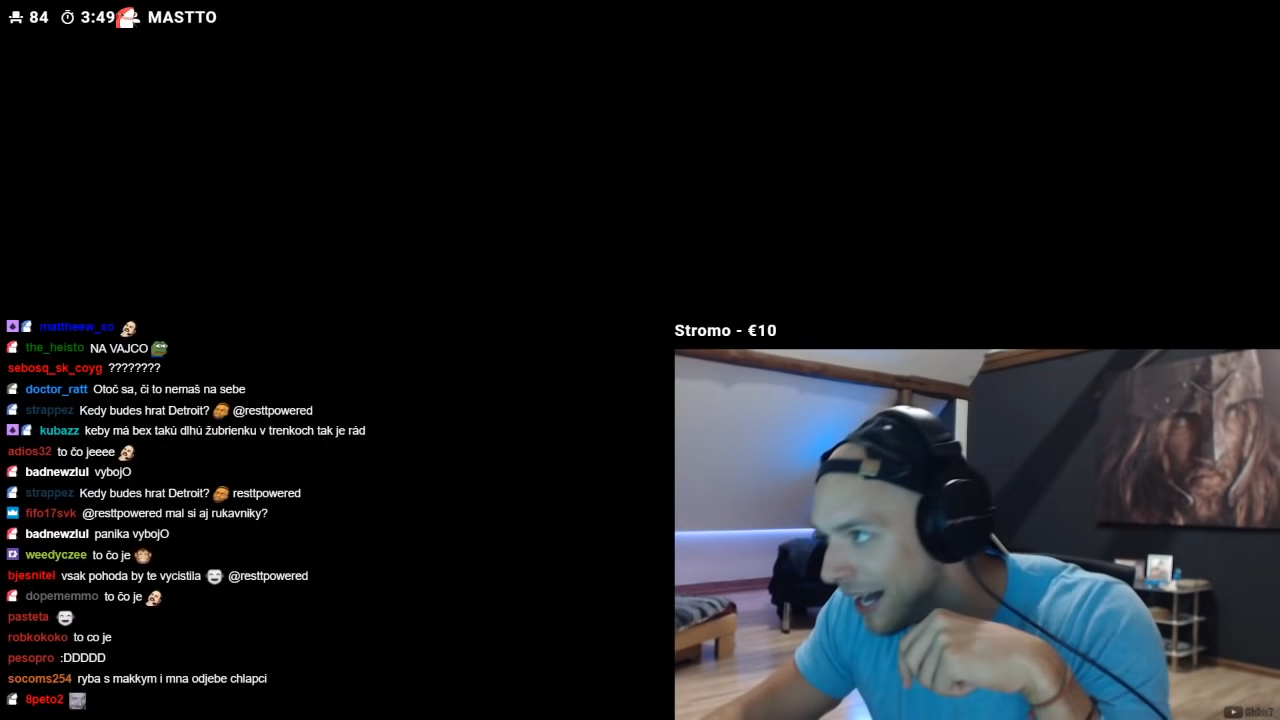 84 3:49 MASTTO
mattheew_xo
the_heisto NA VAJCO
sebosq_sk_coyg ????????
doctor_ratt Otoč sa, či to nemaš na sebe
strappez Kedy budes hrat Detroit? @resttpowered
kubazz keby má bex takú dlhú žubrienku v trenkoch tak je rád
adios32 to čo jeeee
badnewzlul vybojO
strappez Kedy budes hrat Detroit? resttpowered
fifo17svk @resttpowered mal si aj rukavniky?
badnewzlul panika vybojO
weedyczee to čo je
bjesnitel vsak pohoda by te vycistila @resttpowered
dopememmo to čo je
pasteta
robkokoko to co je
pesopro :DDDDD
socoms254 ryba s makkym i mna odjebe chlapci
8peto2
Stromo - €10